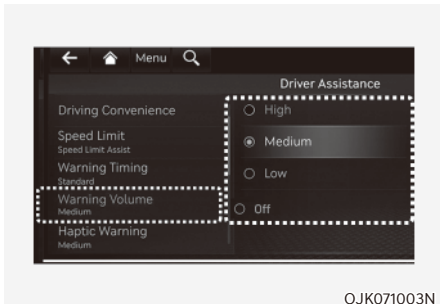 Menu
Driver Assistance
Driving Convenience
High
Speed Limit
Speed Limit Assist
Medium
Warning Timing
Standard
Low
Warning Volume
Medium
Off
Haptic Warning
Medium
OJK071003N